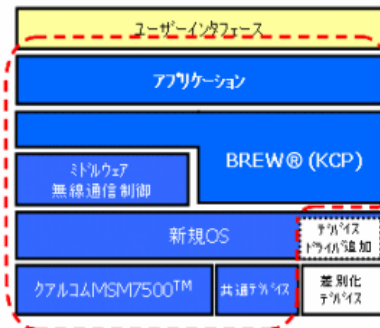 ユーザーインタフェース
アプリケーション
BREW® (KCP)
ミドルウェア
無線通信制御
新規OS
デバイス
ドライバ追加
クアルコムMSM7500™
共通デバイス
差別化
デバイス